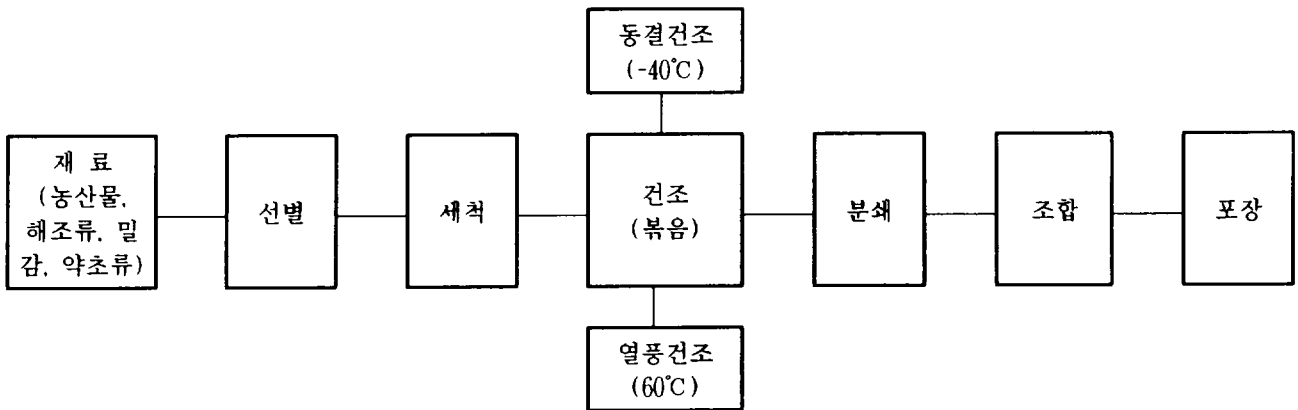 동결건조
(-40℃)
재 료
(농산물,
해조류, 밀
감, 약초류)
선별
세척
건조
(볶음)
분쇄
조합
포장
열풍건조
(60℃)